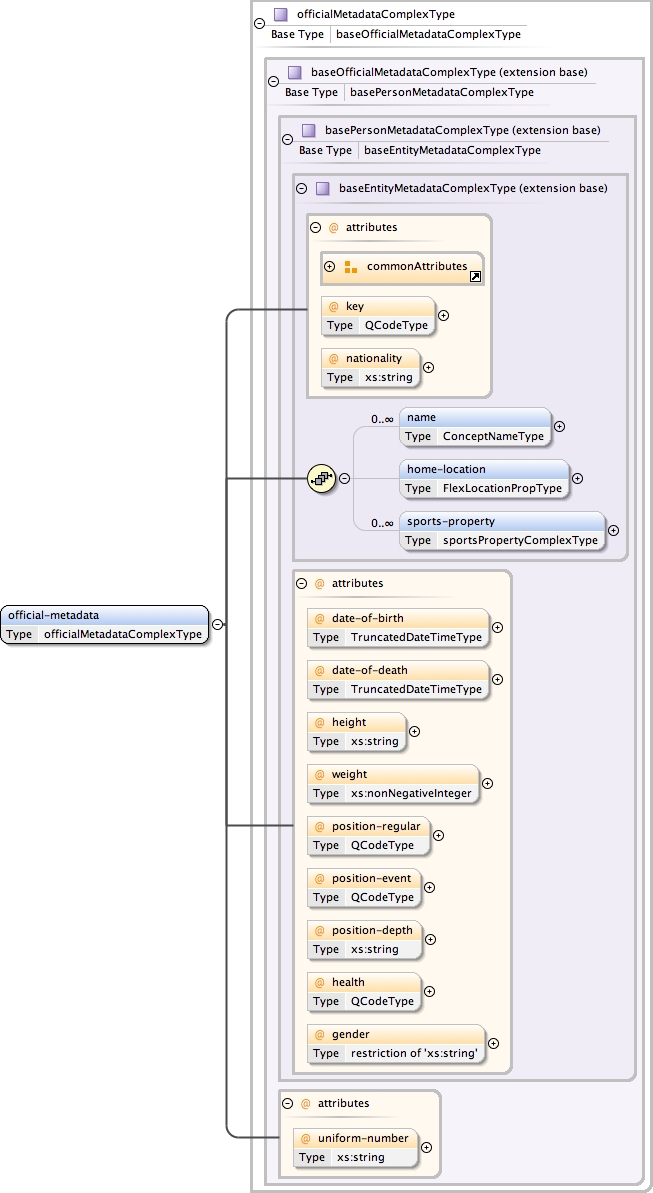 officialMetadataComplexType
Base Type baseOfficialMetadataComplexType
baseOfficialMetadataComplexType (extension base)
Base Type basePersonMetadataComplexType
basePersonMetadataComplexType (extension base)
Base Type baseEntityMetadataComplexType
baseEntityMetadataComplexType (extension base)
@ attributes
commonAttributes
@ key
Type QCodeType
@ nationality
Type xs:string
0..∞
name
Type ConceptNameType
home-location
Type FlexLocationPropType
0..∞
sports-property
Type sportsPropertyComplexType
official-metadata
Type officialMetadataComplexType
@ attributes
@ date-of-birth
Type TruncatedDateTimeType
@ date-of-death
Type TruncatedDateTimeType
@ height
Type xs:string
@ weight
Type xs:nonNegativeInteger
@ position-regular
Type QCodeType
@ position-event
Type QCodeType
@ position-depth
Type xs:string
@ health
Type QCodeType
@ gender
Type restriction of 'xs:string'
@ attributes
@ uniform-number
Type xs:string